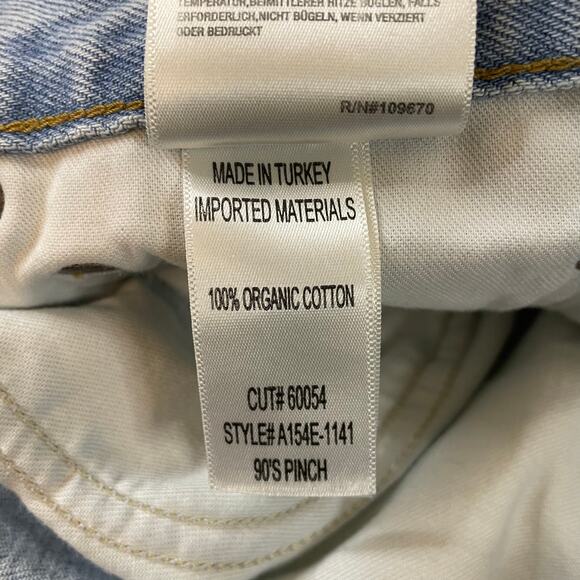 TEMPERATUR,BEIMITTLERER HITZE BÜGLEN, FALLS
ERFORDERLICH,NICHT BÜGELN, WENN VERZIERT
ODER BEDRUCKT
R/N#109670
MADE IN TURKEY
IMPORTED MATERIALS
100% ORGANIC COTTON
CUT# 60054
STYLE# A154E-1141
90'S PINCH